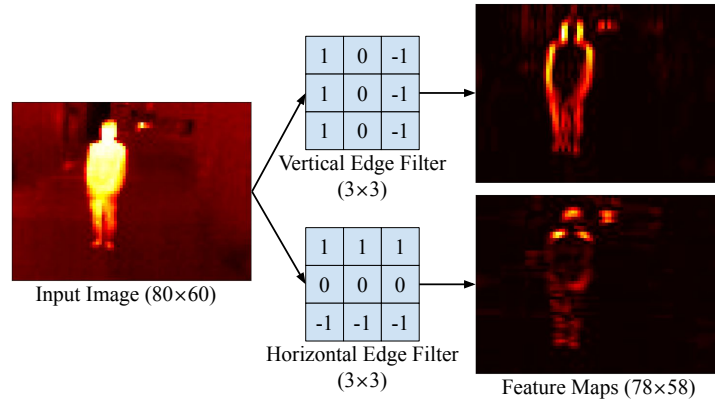 1 0 -1
1 0 -1
1 0 -1
Vertical Edge Filter
(3×3)
Input Image (80×60)
1 1 1
0 0 0
-1 -1 -1
Horizontal Edge Filter
(3×3)
Feature Maps (78×58)